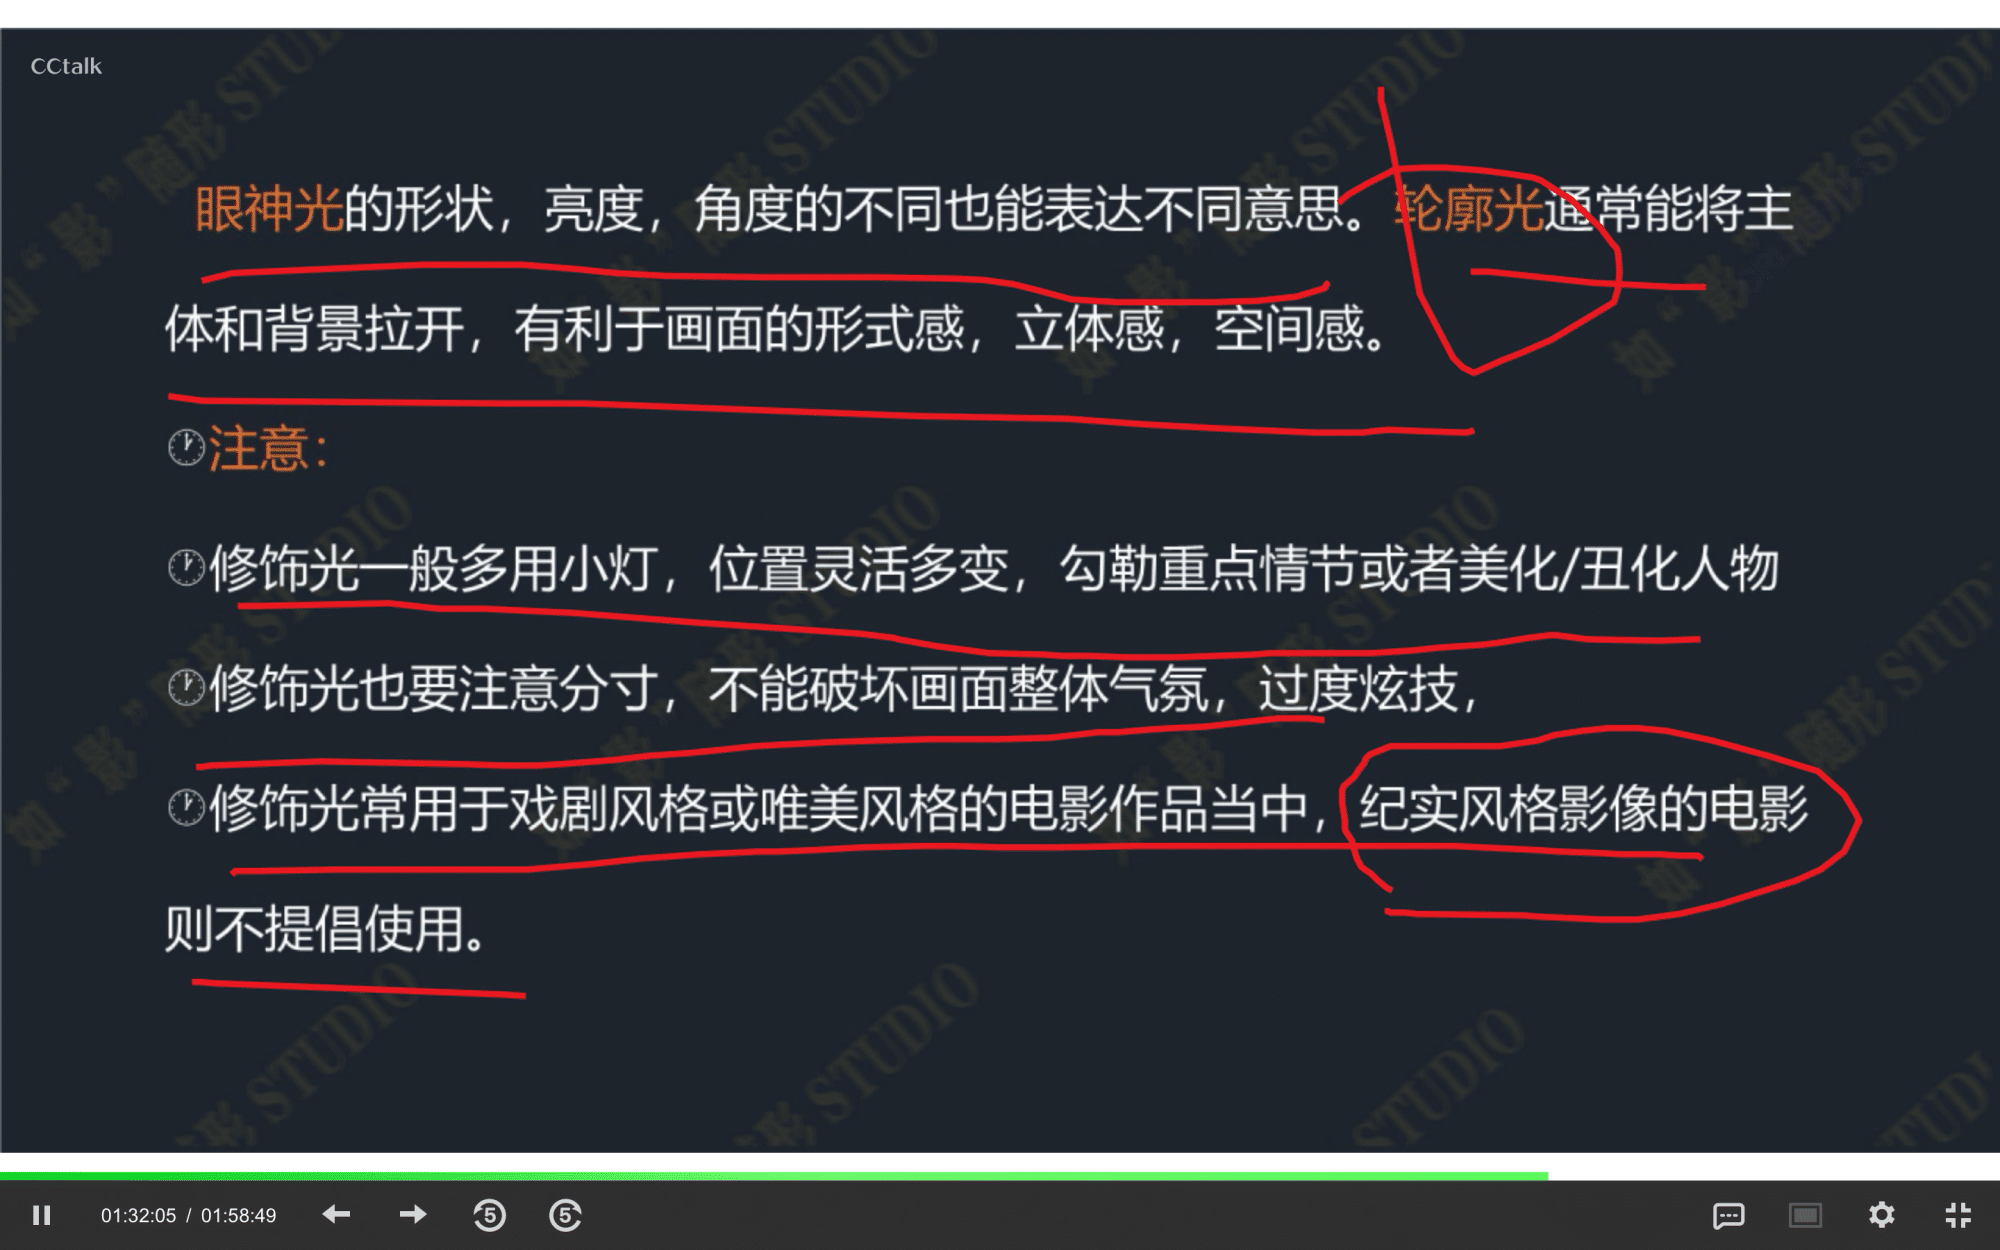 CCtalk
眼神光的形状，亮度，角度的不同也能表达不同意思。轮廓光通常能将主
体和背景拉开，有利于画面的形式感，立体感，空间感。
注意：
修饰光一般多用小灯，位置灵活多变，勾勒重点情节或者美化/丑化人物
修饰光也要注意分寸，不能破坏画面整体气氛，过度炫技，
修饰光常用于戏剧风格或唯美风格的电影作品当中，纪实风格影像的电影
则不提倡使用。
如“影”随形 STUDIO
01:32:05 / 01:58:49
5 5